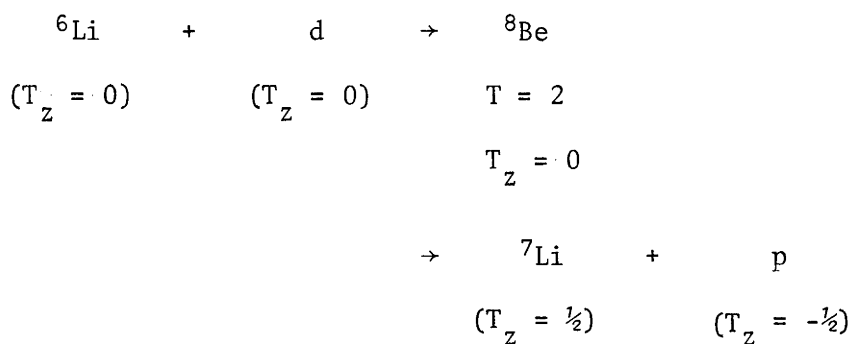 ⁶Li + d → ⁸Be
(T_z = 0) (T_z = 0) T = 2
T_z = 0
→ ⁷Li + p
(T_z = ½) (T_z = -½)